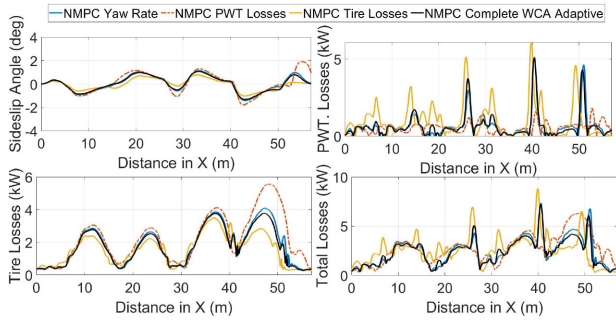 NMPC Yaw Rate NMPC PWT Losses NMPC Tire Losses NMPC Complete WCA Adaptive
Sideslip Angle (deg)
4
2
0
-2
-4
0 10 20 30 40 50
Distance in X (m)
PWT. Losses (kW)
5
0
0 10 20 30 40 50
Distance in X (m)
TIire Losses (kW)
6
4
2
0
0 10 20 30 40 50
Distance in X (m)
Total Losses (kW)
10
5
0
0 10 20 30 40 50
Distance in X (m)